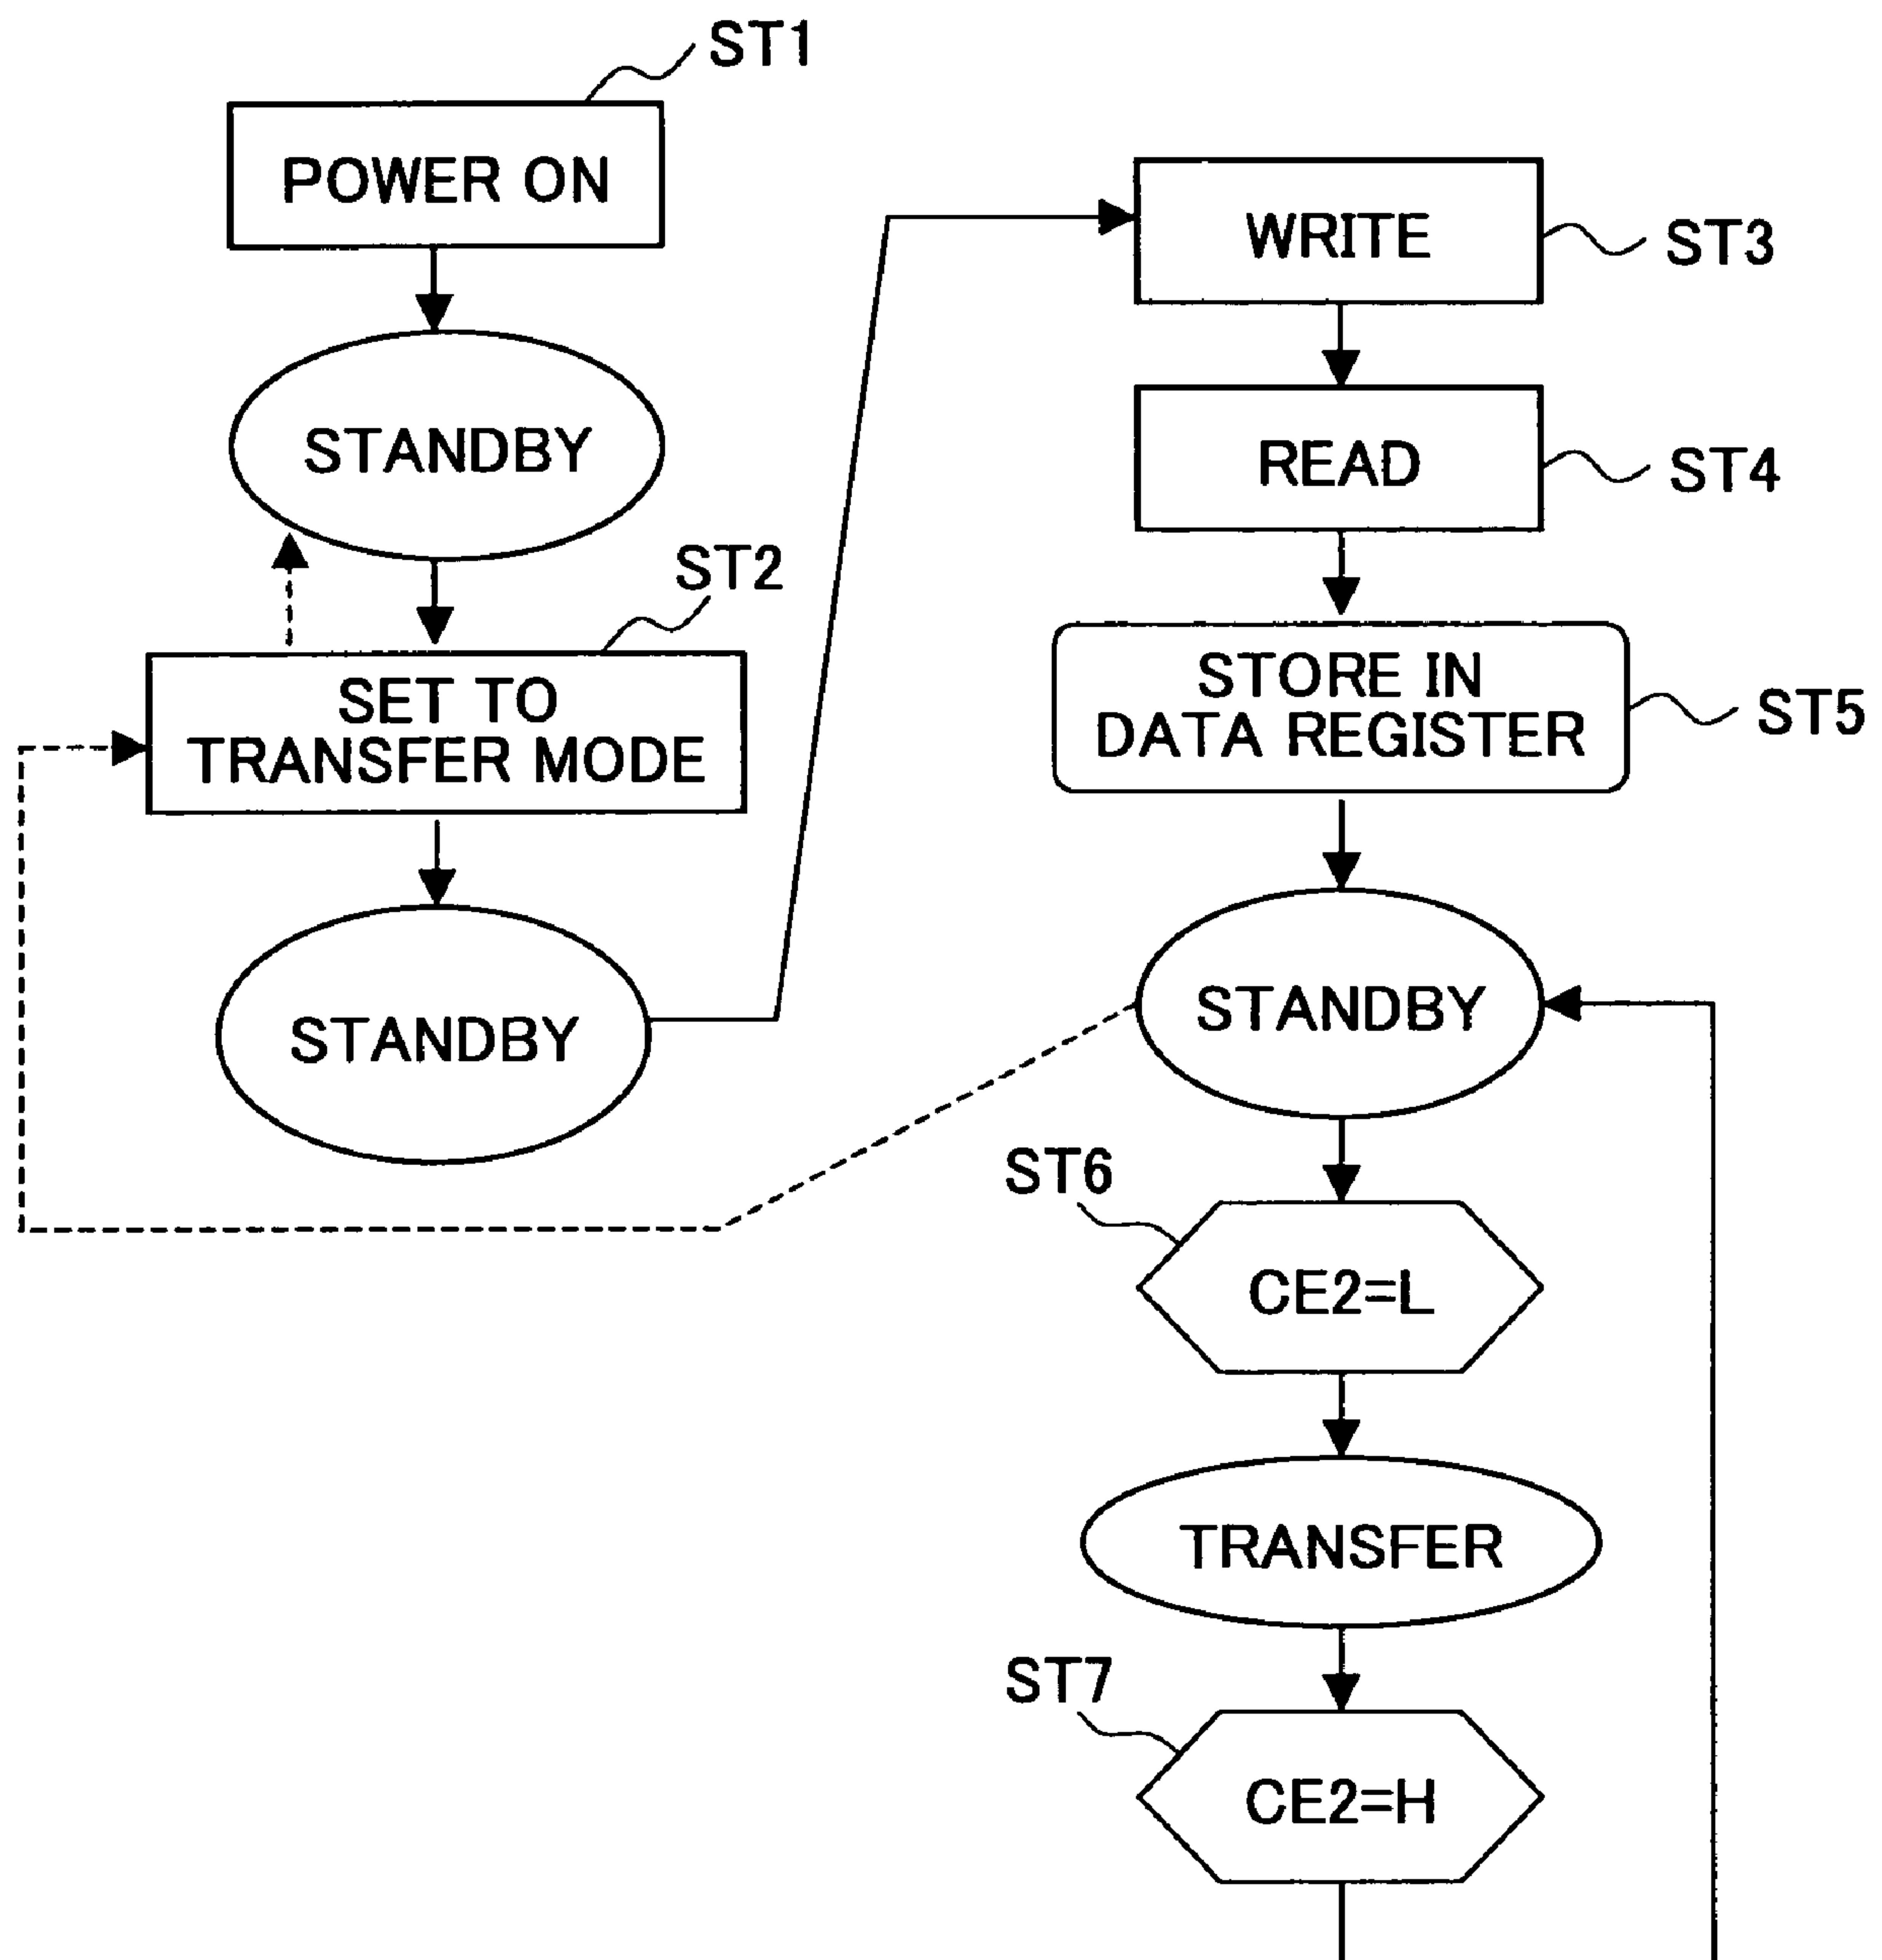 ST1
POWER ON
STANDBY
ST2
SET TO
TRANSFER MODE
STANDBY
WRITE
ST3
READ
ST4
STORE IN
DATA REGISTER
ST5
STANDBY
ST6
CE2=L
TRANSFER
ST7
CE2=H